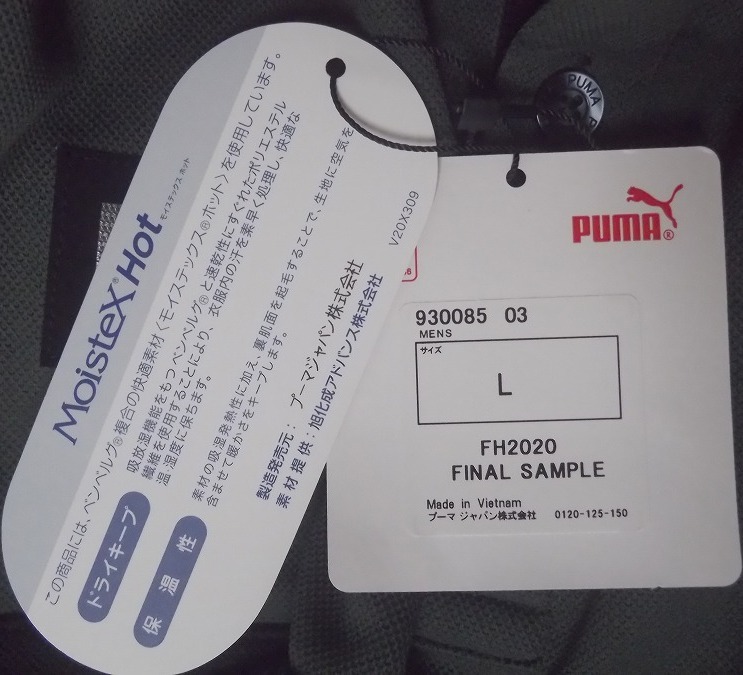 MoisteX® Hot
モイステックス ホット
この商品には、ベンベルグ®複合の快適素材〈モイステックス®ホット〉を使用しています。
ドライキープ
吸放湿機能をもつ ベンベルグ®と速乾性にすぐれたポリエステル
繊維を使用することにより、衣服内の汗を素早く処理し、快適な
温湿度に保ちます。
保温性
素材の吸湿発熱性に加え、裏肌面を起毛することで、生地に空気を
含ませて暖かさをキープします。
製造発売元： プーマジャパン株式会社
素材提供：旭化成アドバンス株式会社
V20X309
PUMA
PUMA®
930085 03
MENS
サイズ
L
FH2020
FINAL SAMPLE
Made in Vietnam
プーマ ジャパン株式会社 0120-125-150